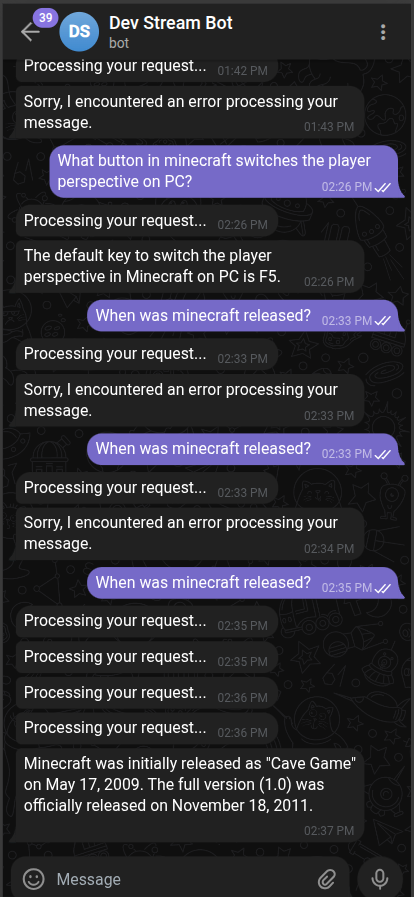 39
DS
Dev Stream Bot
bot
Processing your request... 01:42 PM
Sorry, I encountered an error processing your
message. 01:43 PM
What button in minecraft switches the player
perspective on PC? 02:26 PM
Processing your request... 02:26 PM
The default key to switch the player
perspective in Minecraft on PC is F5. 02:26 PM
When was minecraft released? 02:33 PM
Processing your request... 02:33 PM
Sorry, I encountered an error processing your
message. 02:33 PM
When was minecraft released? 02:33 PM
Processing your request... 02:33 PM
Sorry, I encountered an error processing your
message. 02:34 PM
When was minecraft released? 02:35 PM
Processing your request... 02:35 PM
Processing your request... 02:35 PM
Processing your request... 02:36 PM
Processing your request... 02:36 PM
Minecraft was initially released as "Cave Game"
on May 17, 2009. The full version (1.0) was
officially released on November 18, 2011.
02:37 PM
Message